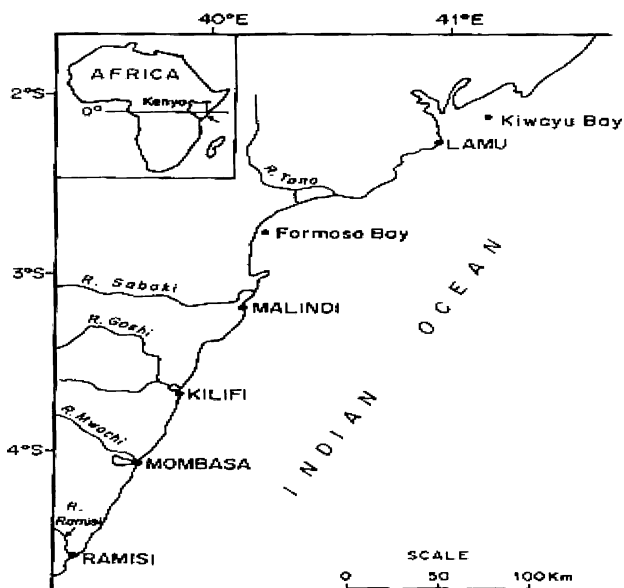 40°E
41°E
AFRICA
Kenya
0°
2°S
Kiwayu Bay
LAMU
R. Tana
Formosa Bay
3°S
R. Sabaki
MALINDI
R. Goshi
KILIFI
R. Mwachi
4°S
MOMBASA
R.
Ramisi
RAMISI
INDIAN OCEAN
SCALE
0 50 100Km